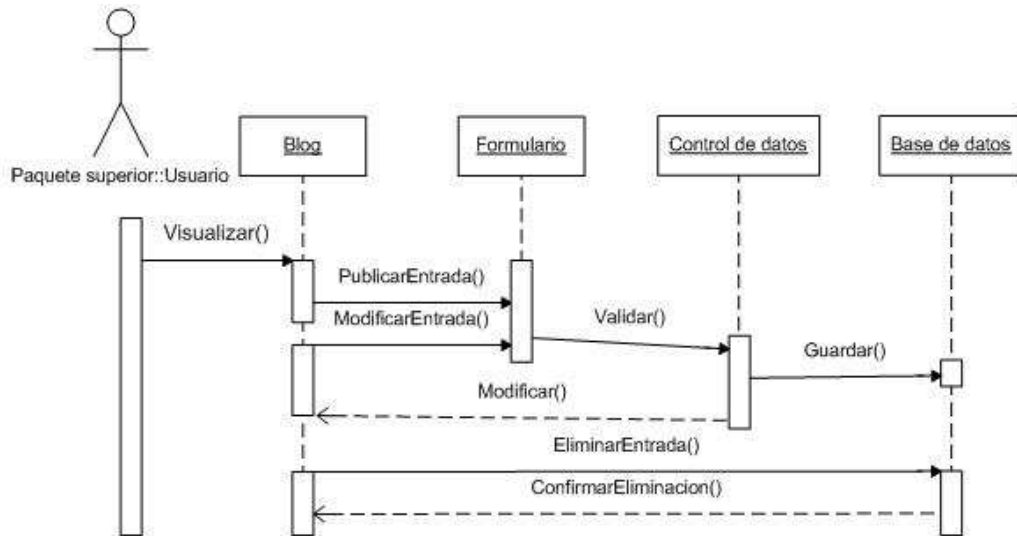 Blog
Formulario
Control de datos
Base de datos
Paquete superior::Usuario
Visualizar()
PublicarEntrada()
ModificarEntrada()
Validar()
Guardar()
Modificar()
EliminarEntrada()
ConfirmarEliminacion()